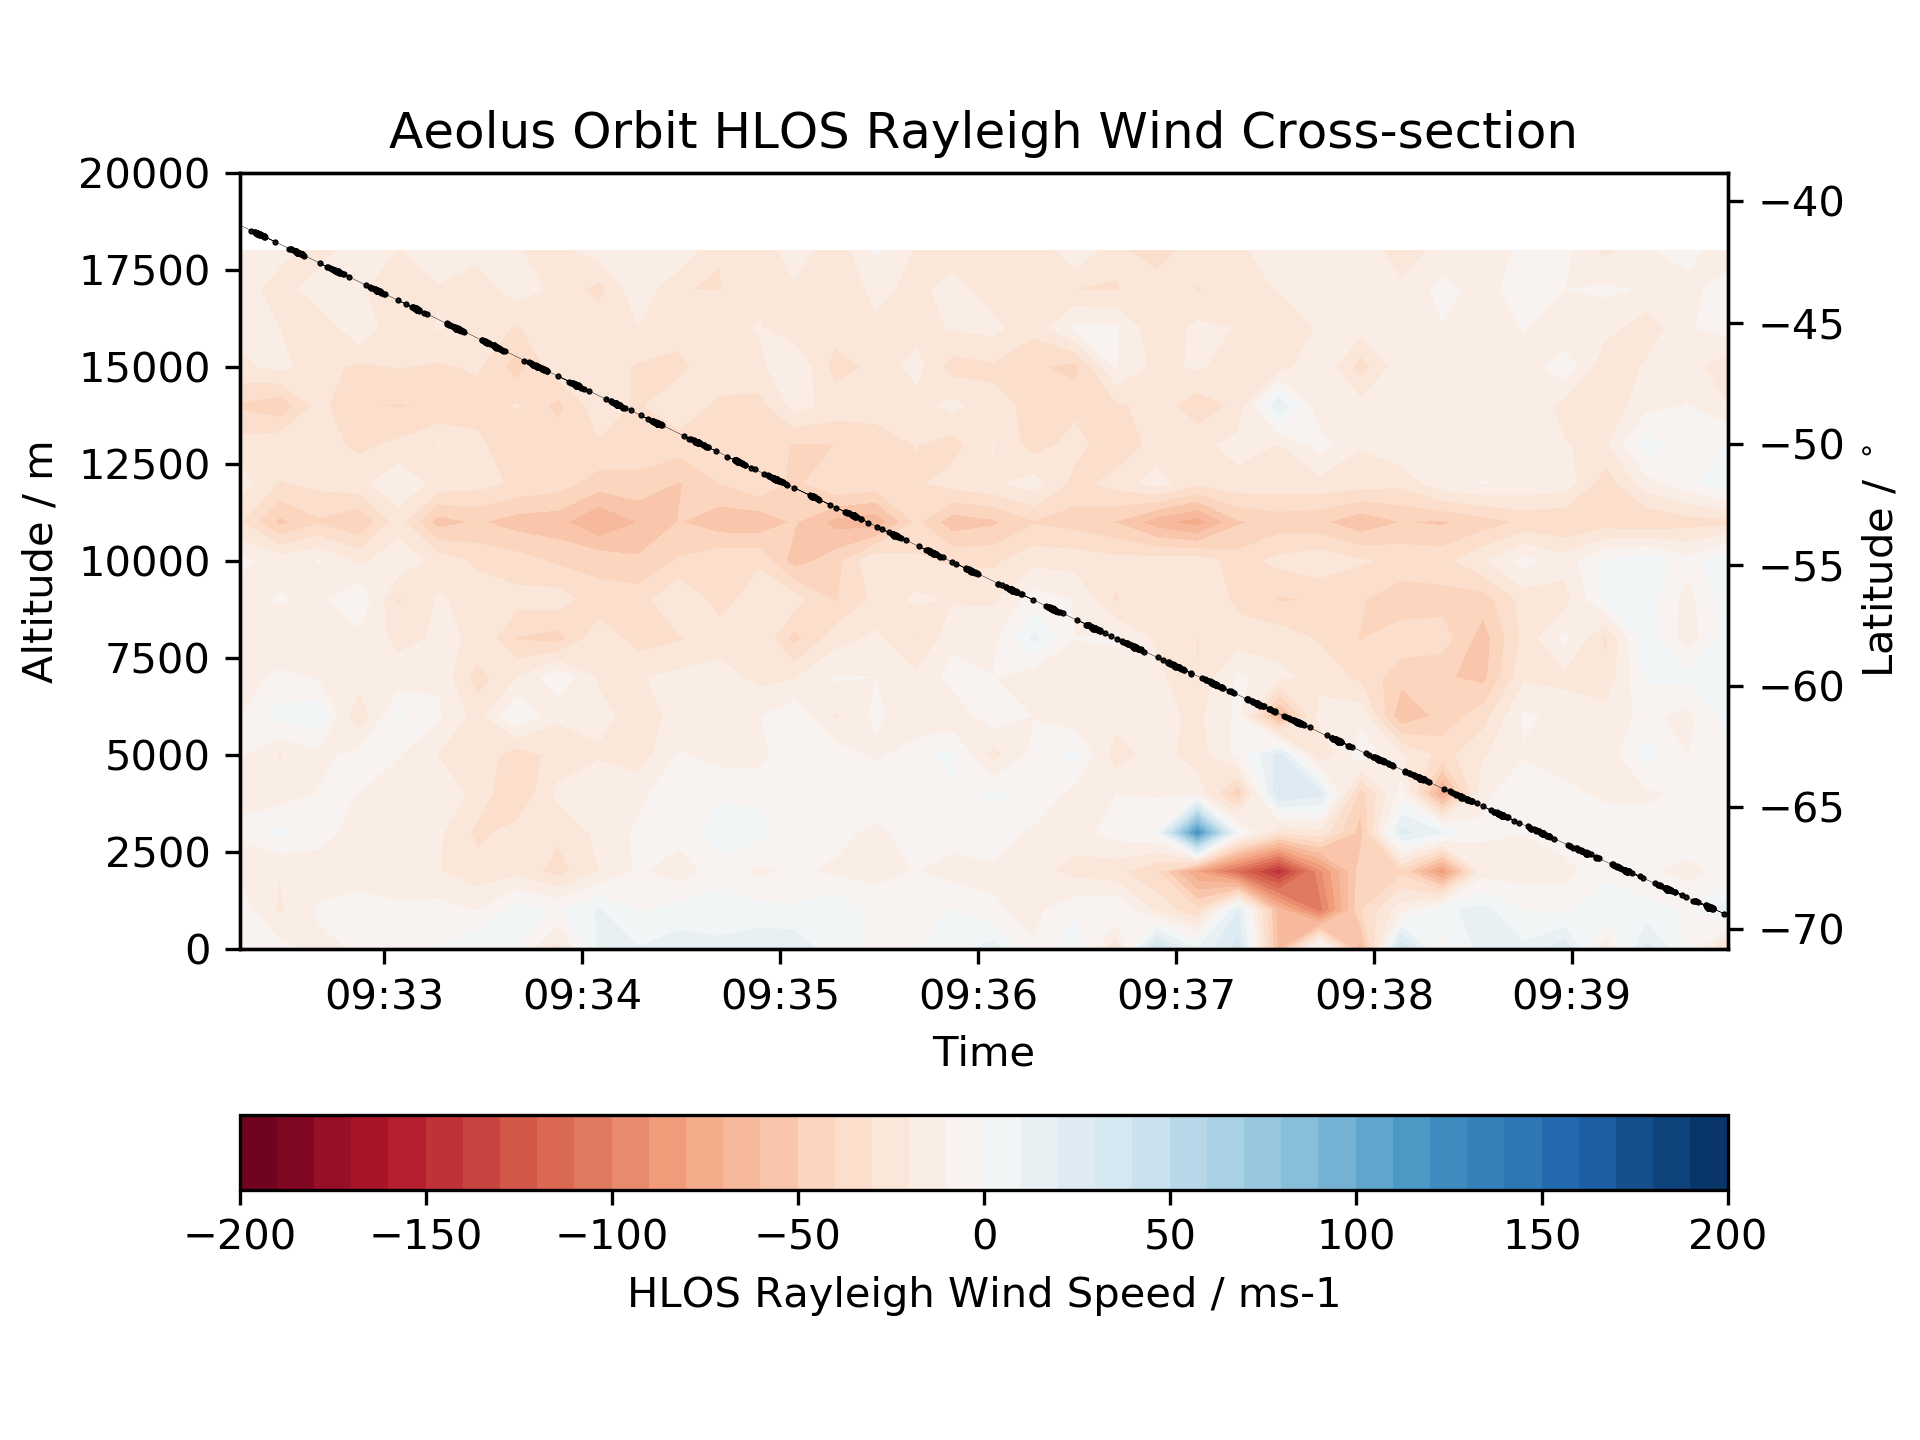 Aeolus Orbit HLOS Rayleigh Wind Cross-section
20000
17500
15000
12500
10000
7500
5000
2500
0
Altitude / m
−40
−45
−50
−55
−60
−65
−70
Latitude / °
09:33 09:34 09:35 09:36 09:37 09:38 09:39
Time
−200 −150 −100 −50 0 50 100 150 200
HLOS Rayleigh Wind Speed / ms-1